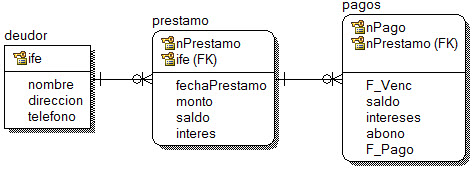 deudor
ife
nombre
direccion
telefono
prestamo
nPrestamo
ife (FK)
fechaPrestamo
monto
saldo
interes
pagos
nPago
nPrestamo (FK)
F_Venc
saldo
intereses
abono
F_Pago